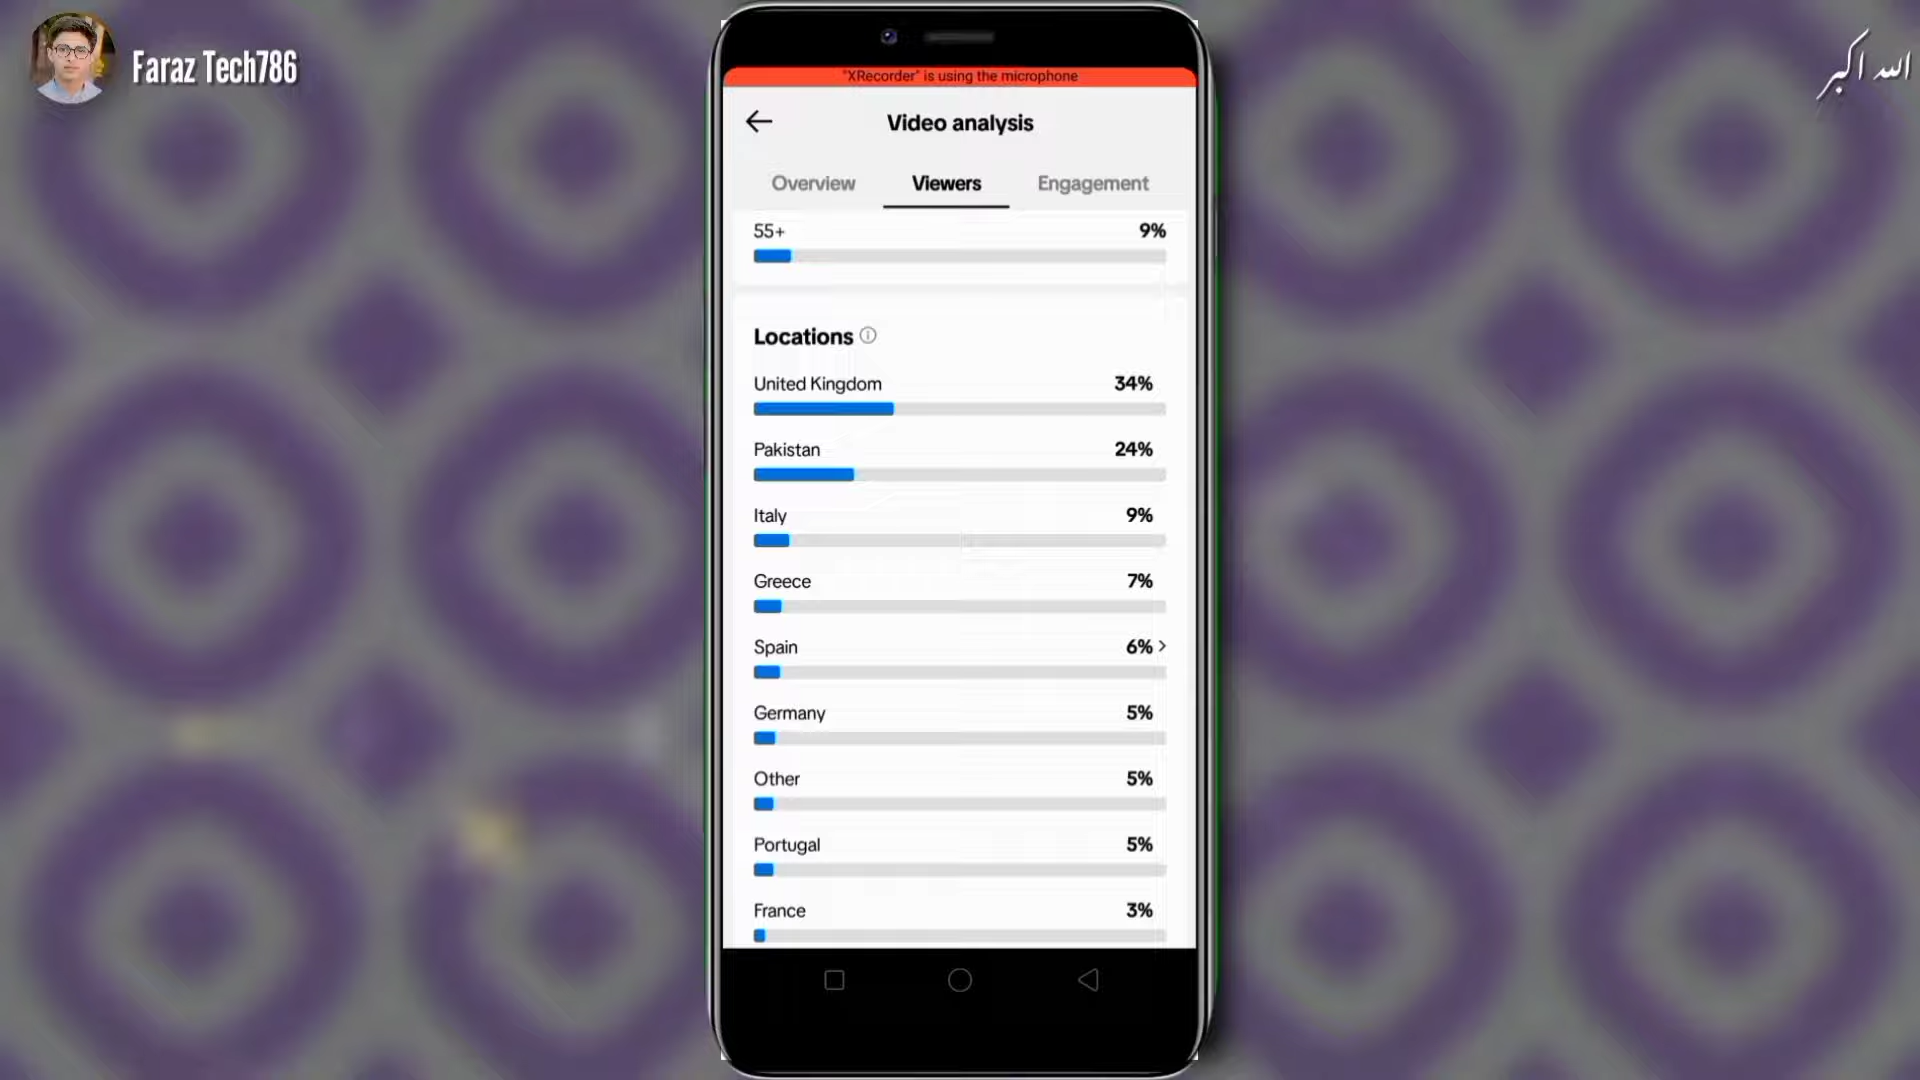 Faraz Tech786
الله اكبر
"XRecorder" is using the microphone
Video analysis
Overview Viewers Engagement
55+ 9%
Locations
United Kingdom 34%
Pakistan 24%
Italy 9%
Greece 7%
Spain 6%
Germany 5%
Other 5%
Portugal 5%
France 3%